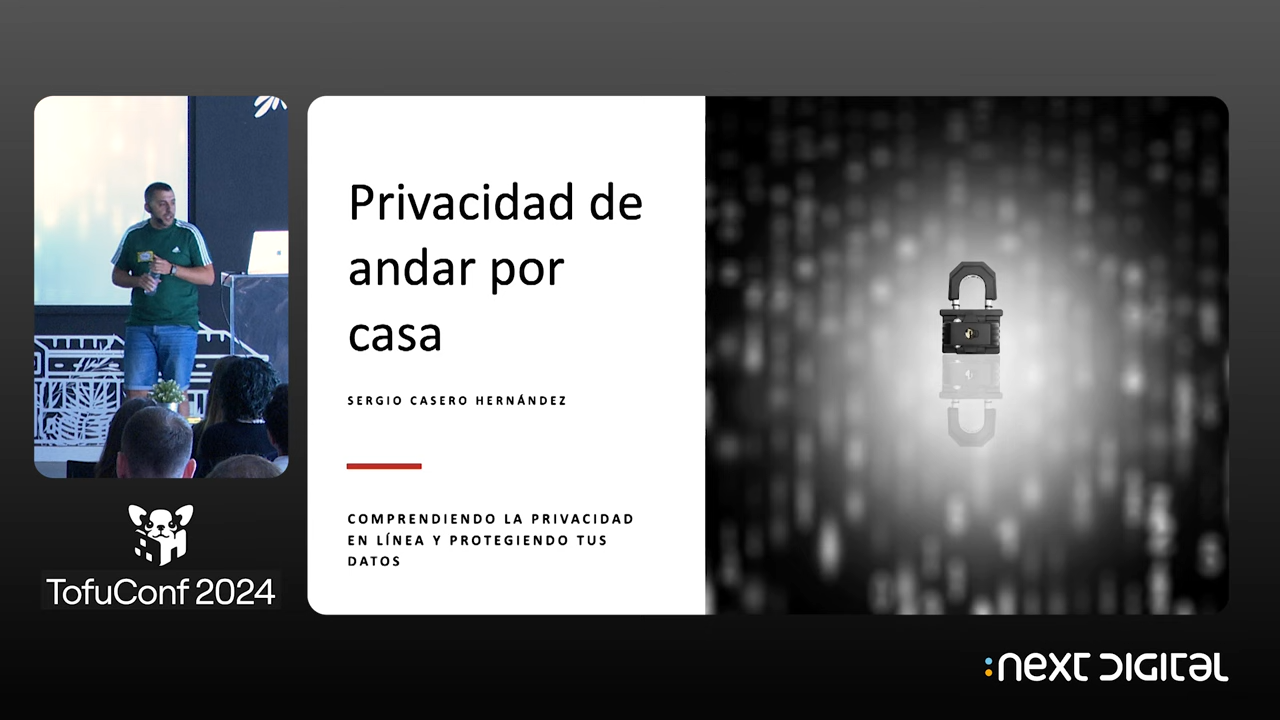 Privacidad de
andar por
casa
SERGIO CASERO HERNÁNDEZ
COMPRENDIENDO LA PRIVACIDAD
EN LÍNEA Y PROTEGIENDO TUS
DATOS
TofuConf 2024
:NEXT DIGITAL